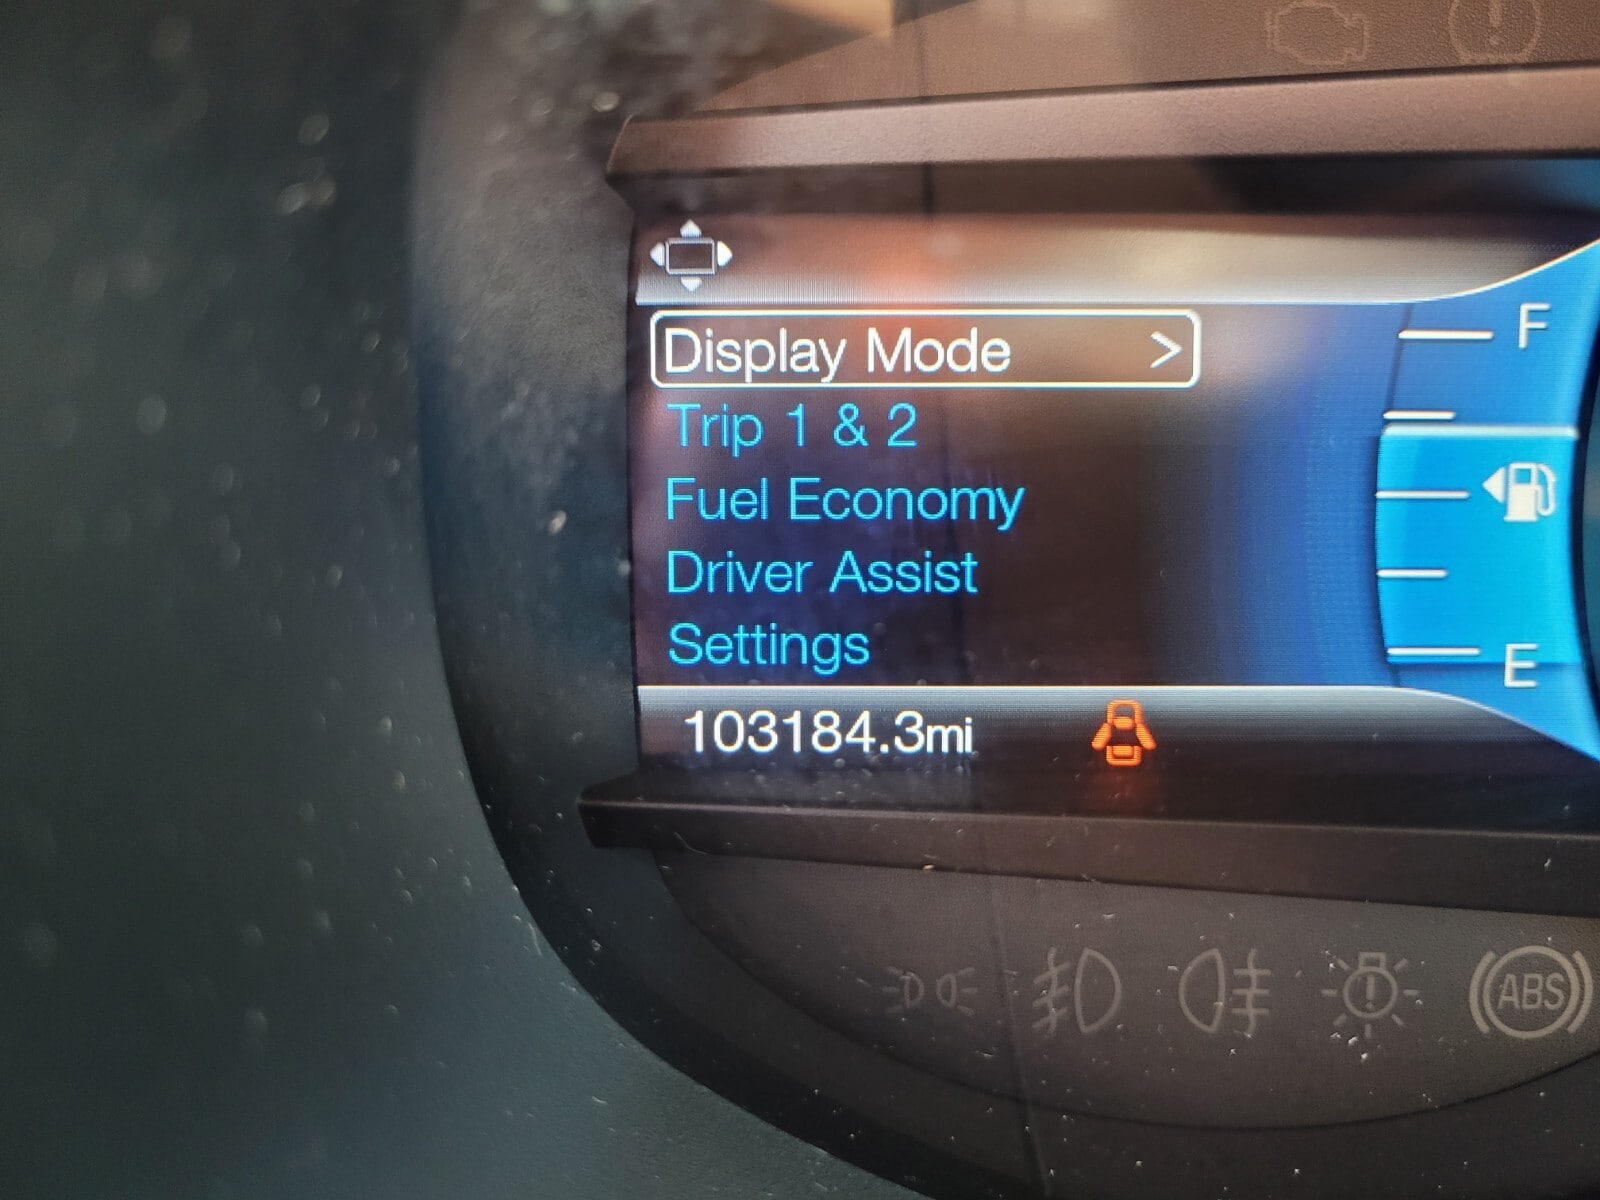 Display Mode >
F
Trip 1 & 2
Fuel Economy
Driver Assist
Settings
E
103184.3mi
ABS